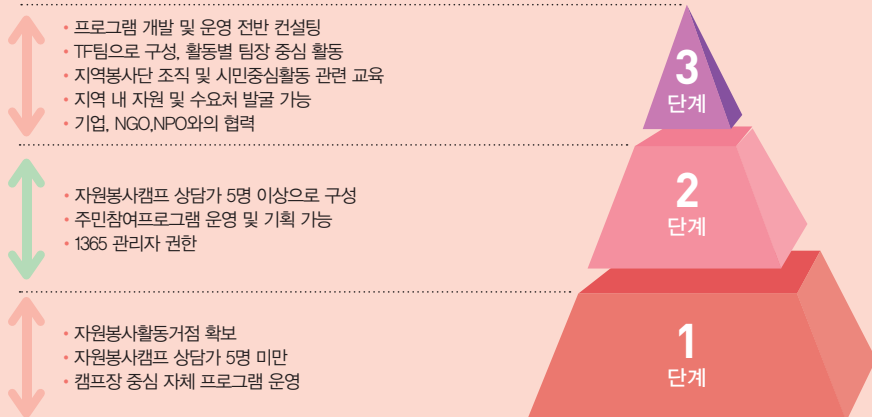 • 프로그램 개발 및 운영 전반 컨설팅
• TF팀으로 구성, 활동별 팀장 중심 활동
• 지역봉사단 조직 및 시민중심활동 관련 교육
• 지역 내 자원 및 수요처 발굴 가능
• 기업, NGO,NPO와의 협력
3
단계
• 자원봉사캠프 상담가 5명 이상으로 구성
• 주민참여프로그램 운영 및 기획 가능
• 1365 관리자 권한
2
단계
• 자원봉사활동거점 확보
• 자원봉사캠프 상담가 5명 미만
• 캠프장 중심 자체 프로그램 운영
1
단계